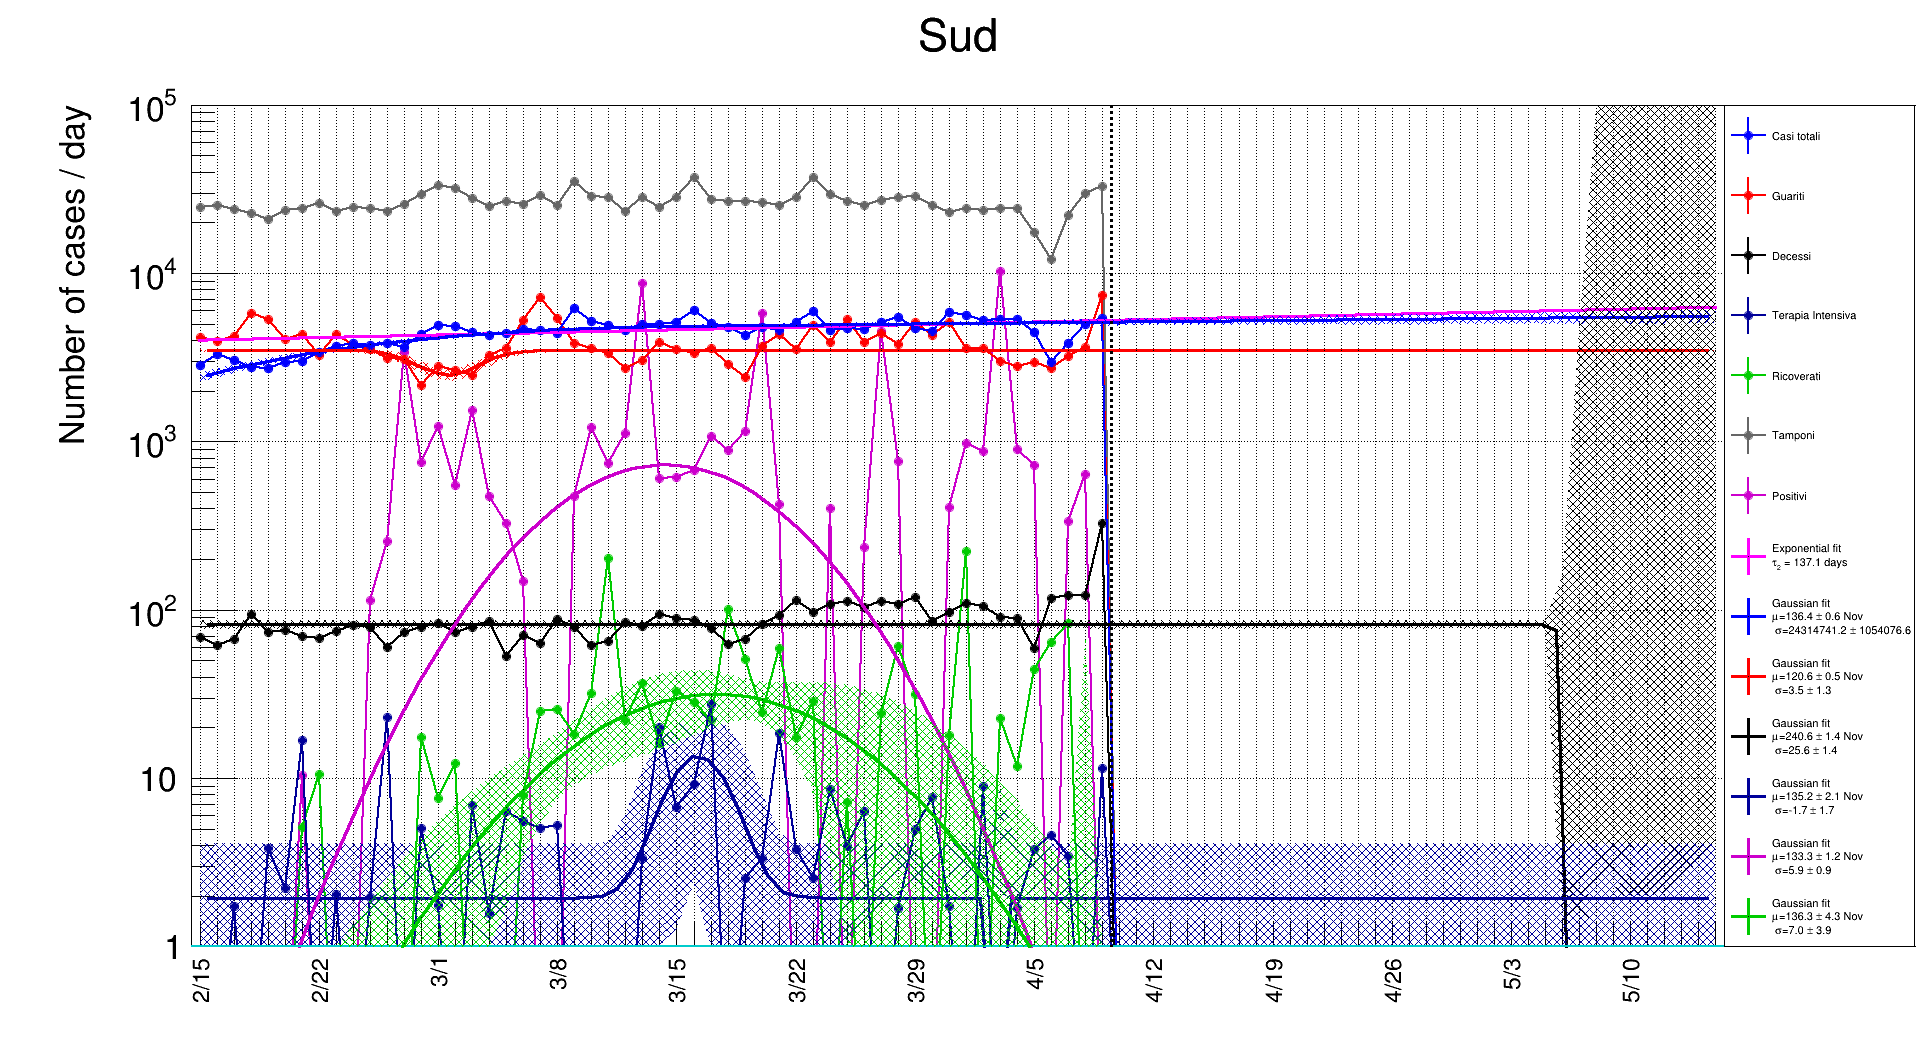 Sud
Number of cases / day
10^5
10^4
10^3
10^2
10
1
2/15
2/22
3/1
3/8
3/15
3/22
3/29
4/5
4/12
4/19
4/26
5/3
5/10
Casi totali
Guariti
Decessi
Terapia Intensiva
Ricoverati
Tamponi
Positivi
Exponential fit
τ₂ = 137.1 days
Gaussian fit
μ=136.4 ± 0.6 Nov
σ=24314741.2 ± 1054076.6
Gaussian fit
μ=120.6 ± 0.5 Nov
σ=3.5 ± 1.3
Gaussian fit
μ=240.6 ± 1.4 Nov
σ=25.6 ± 1.4
Gaussian fit
μ=135.2 ± 2.1 Nov
σ=-1.7 ± 1.7
Gaussian fit
μ=133.3 ± 1.2 Nov
σ=5.9 ± 0.9
Gaussian fit
μ=136.3 ± 4.3 Nov
σ=7.0 ± 3.9